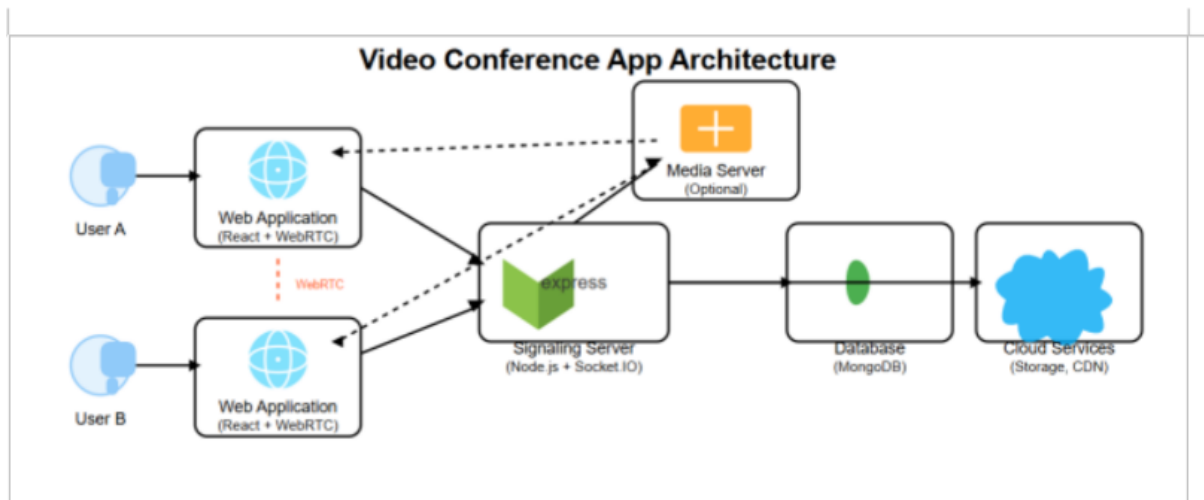 Video Conference App Architecture
Media Server
(Optional)
User A
Web Application
(React + WebRTC)
WebRTC
express
Signaling Server
(Node.js + Socket.IO)
Database
(MongoDB)
Cloud Services
(Storage, CDN)
User B
Web Application
(React + WebRTC)